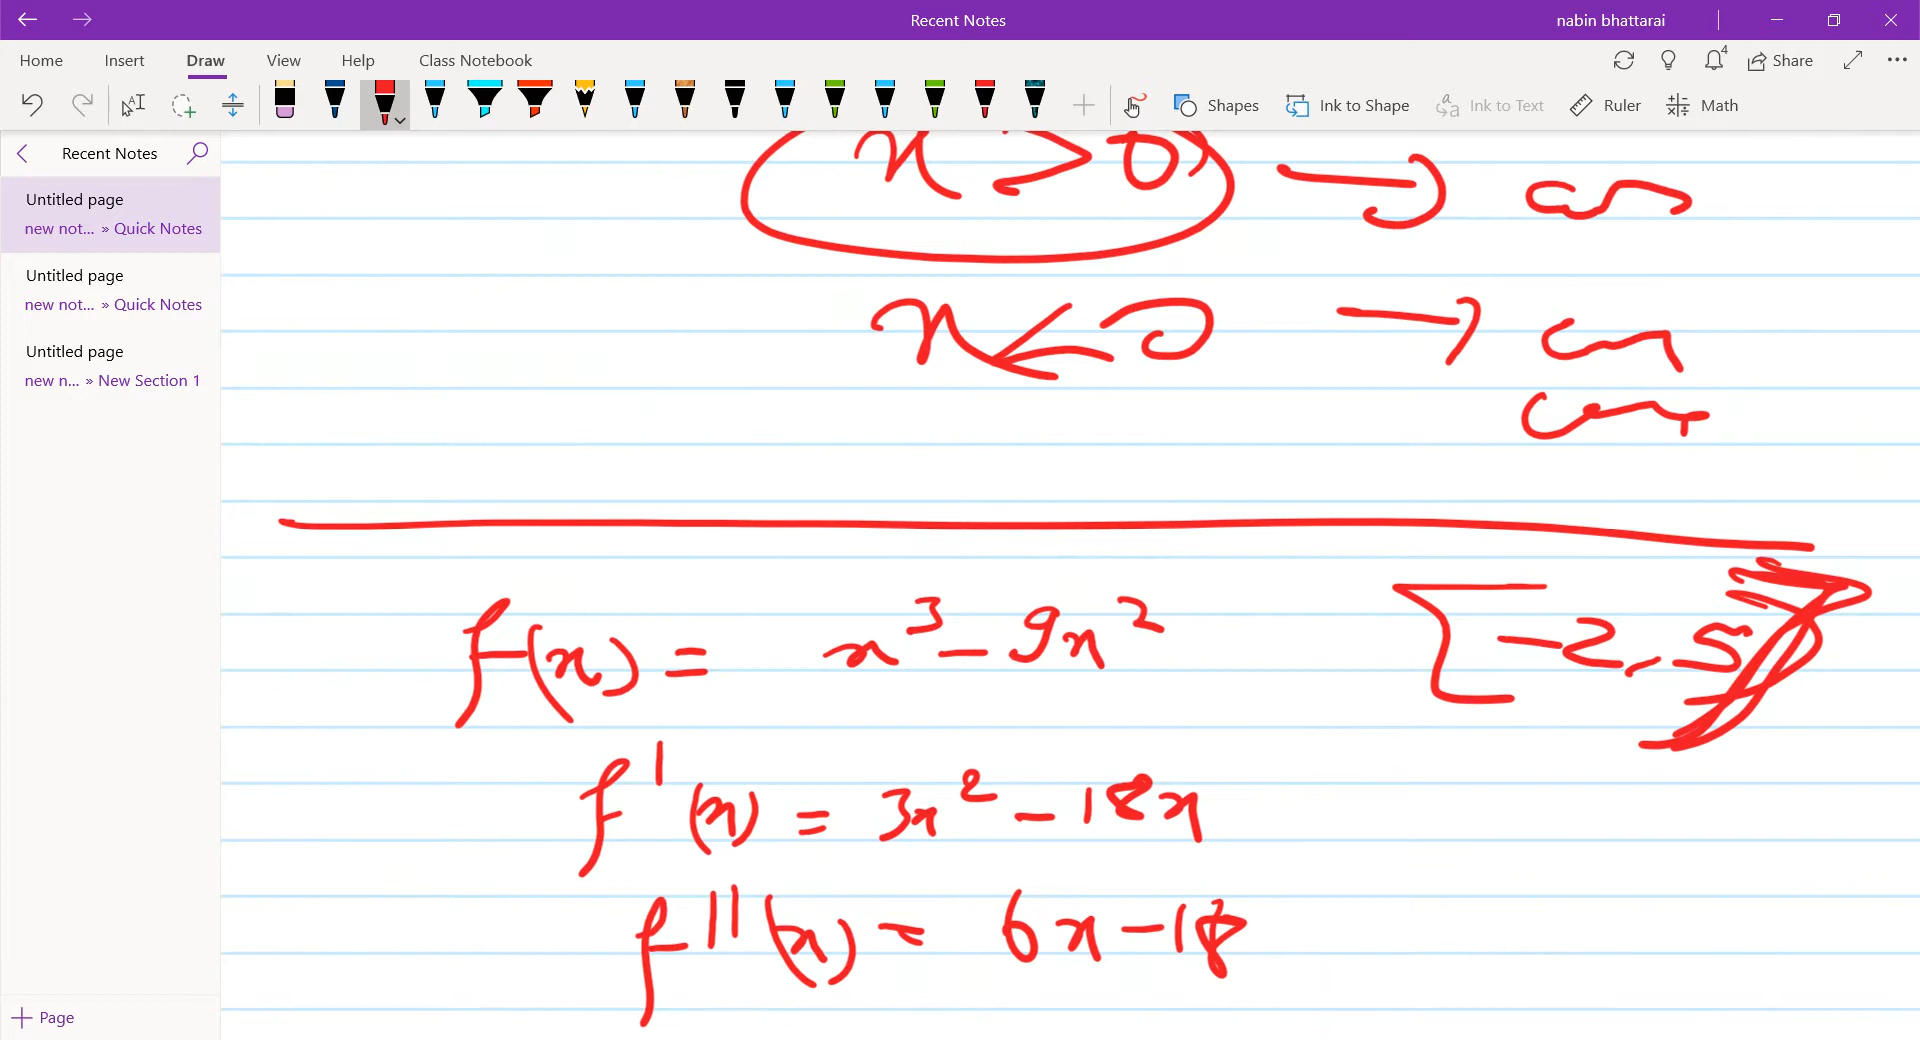 Recent Notes
nabin bhattarai
Home Insert Draw View Help Class Notebook
4 Share
Shapes Ink to Shape Ink to Text Ruler Math
Recent Notes
Untitled page
new not... » Quick Notes
Untitled page
new not... » Quick Notes
Untitled page
new n... » New Section 1
x > 0
x < 0 →
f(x) = x³ - 9x² [-2, 5]
f'(x) = 3x² - 18x
f''(x) = 6x - 18
Page